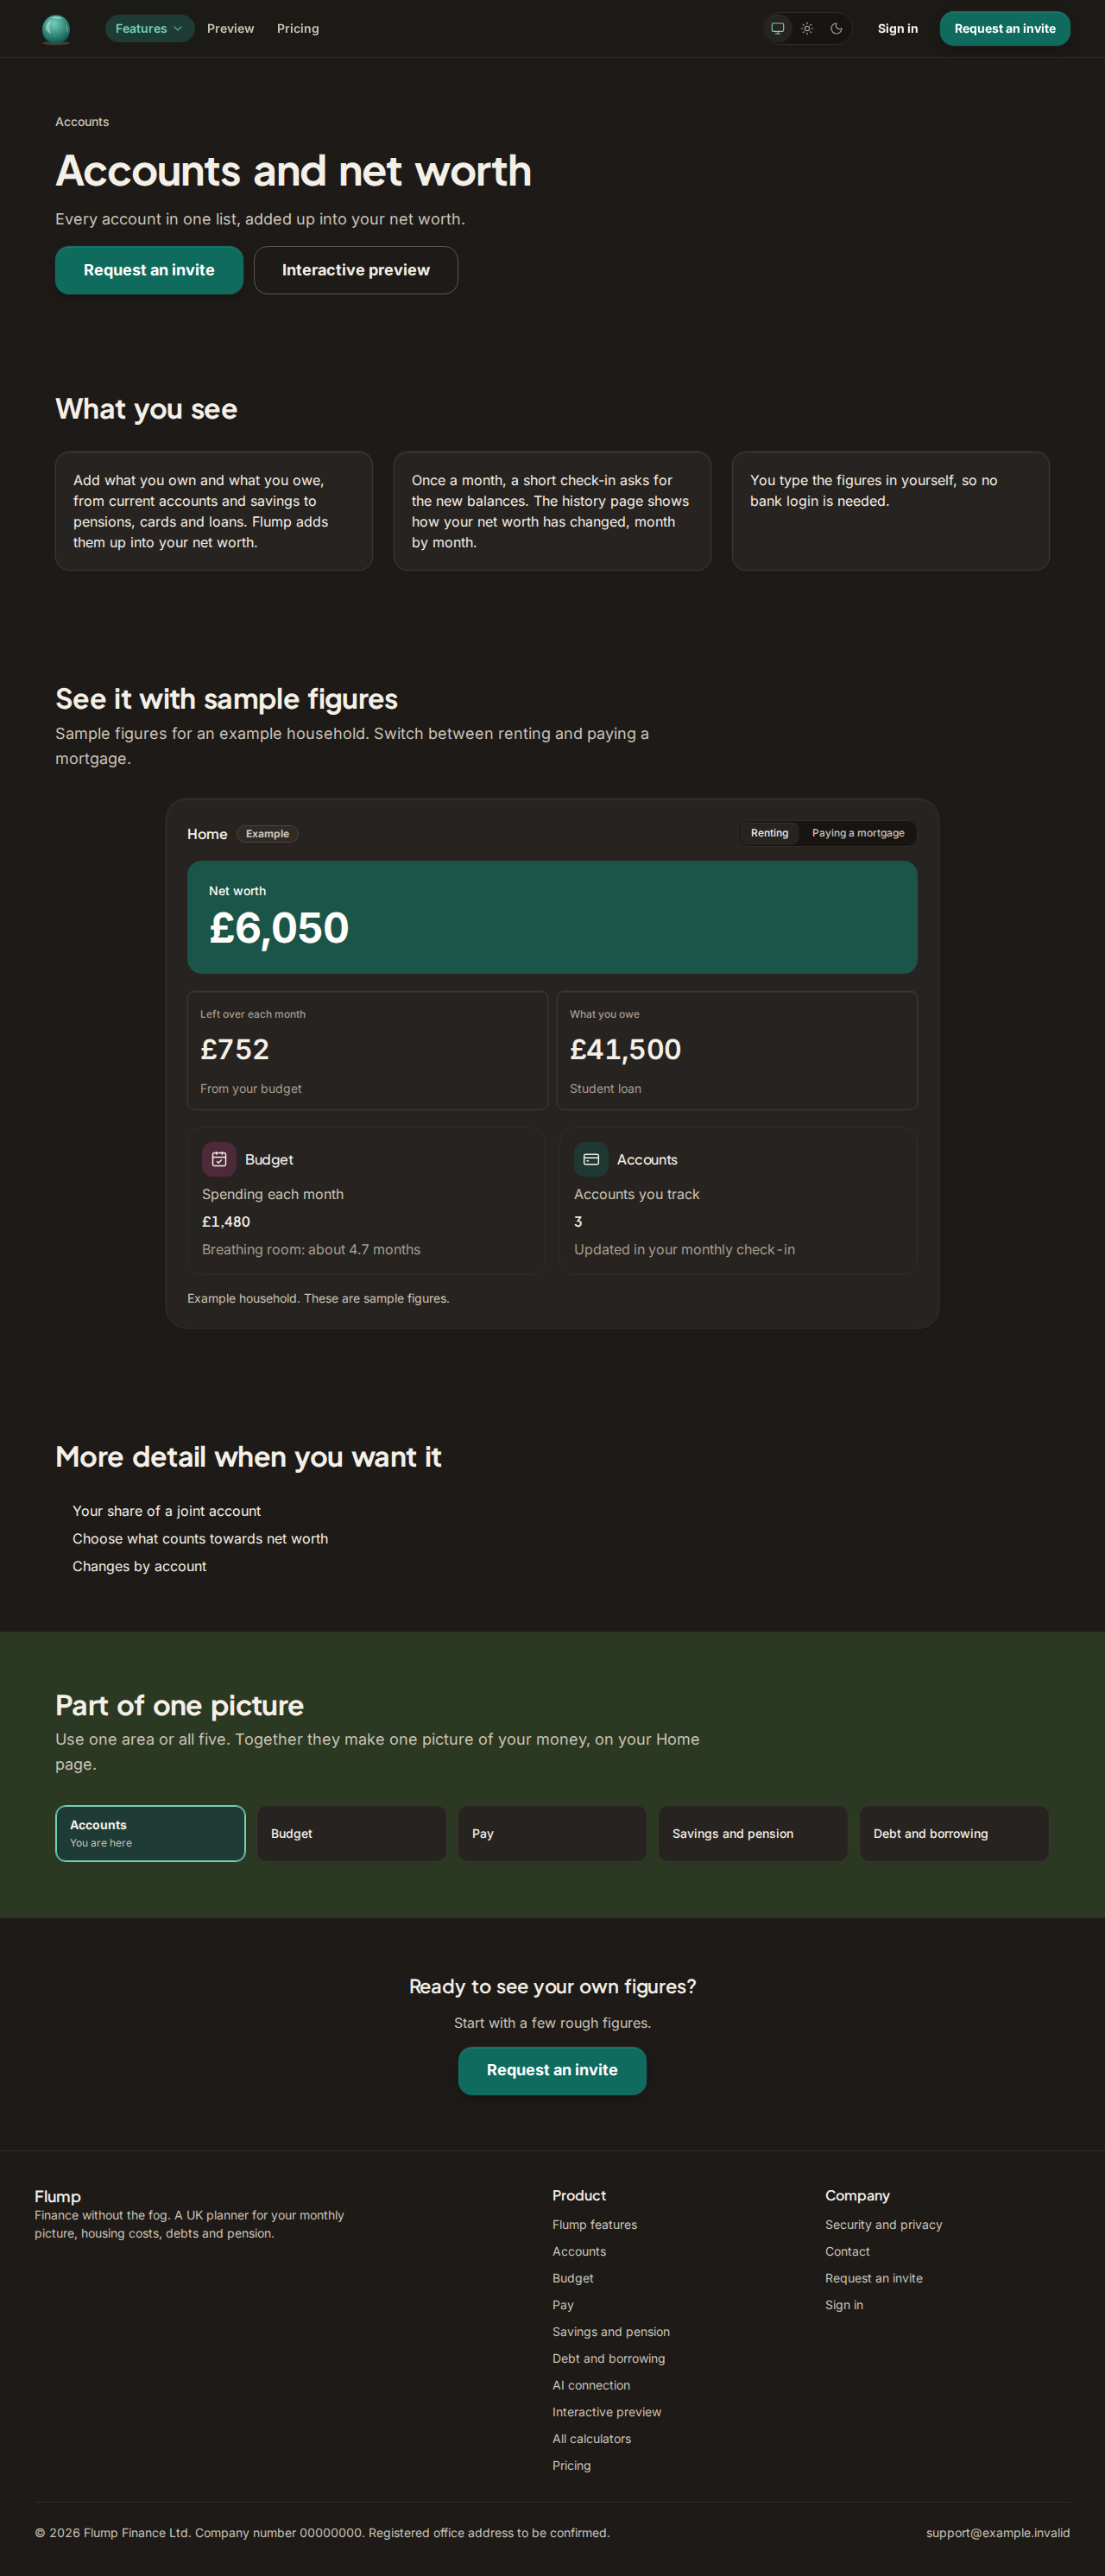 Features
Preview
Pricing
Sign in
Request an invite
Accounts
Accounts and net worth
Every account in one list, added up into your net worth.
Request an invite
Interactive preview
What you see
Add what you own and what you owe,
from current accounts and savings to
pensions, cards and loans. Flump adds
them up into your net worth.
Once a month, a short check-in asks for
the new balances. The history page shows
how your net worth has changed, month
by month.
You type the figures in yourself, so no
bank login is needed.
See it with sample figures
Sample figures for an example household. Switch between renting and paying a
mortgage.
Home
Example
Renting
Paying a mortgage
Net worth
£6,050
Left over each month
£752
From your budget
What you owe
£41,500
Student loan
Budget
Spending each month
£1,480
Breathing room: about 4.7 months
Accounts
Accounts you track
3
Updated in your monthly check-in
Example household. These are sample figures.
More detail when you want it
Your share of a joint account
Choose what counts towards net worth
Changes by account
Part of one picture
Use one area or all five. Together they make one picture of your money, on your Home
page.
Accounts
You are here
Budget
Pay
Savings and pension
Debt and borrowing
Ready to see your own figures?
Start with a few rough figures.
Request an invite
Flump
Finance without the fog. A UK planner for your monthly
picture, housing costs, debts and pension.
Product
Flump features
Accounts
Budget
Pay
Savings and pension
Debt and borrowing
AI connection
Interactive preview
All calculators
Pricing
Company
Security and privacy
Contact
Request an invite
Sign in
© 2026 Flump Finance Ltd. Company number 00000000. Registered office address to be confirmed.
support@example.invalid